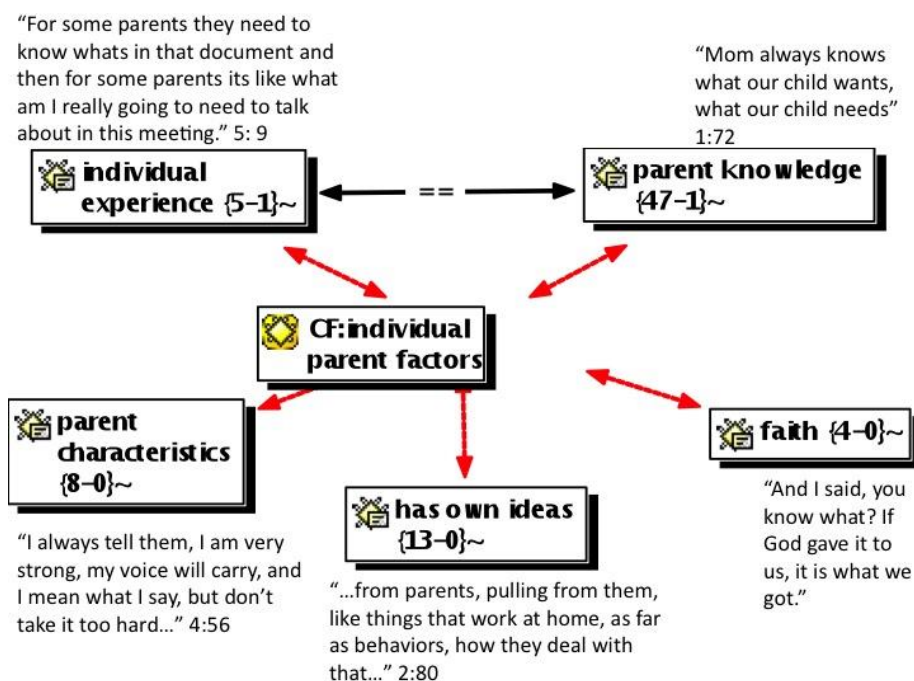 “For some parents they need to
know whats in that document and
then for some parents its like what
am I really going to need to talk
about in this meeting.” 5: 9
“Mom always knows
what our child wants,
what our child needs”
1:72
individual
experience {5-1}~
==
parent knowledge
{47-1}~
CF:individual
parent factors
parent
characteristics
{8-0}~
has own ideas
{13-0}~
faith {4-0}~
“I always tell them, I am very
strong, my voice will carry, and
I mean what I say, but don’t
take it too hard…” 4:56
“…from parents, pulling from them,
like things that work at home, as far
as behaviors, how they deal with
that…” 2:80
“And I said, you
know what? If
God gave it to
us, it is what we
got.”